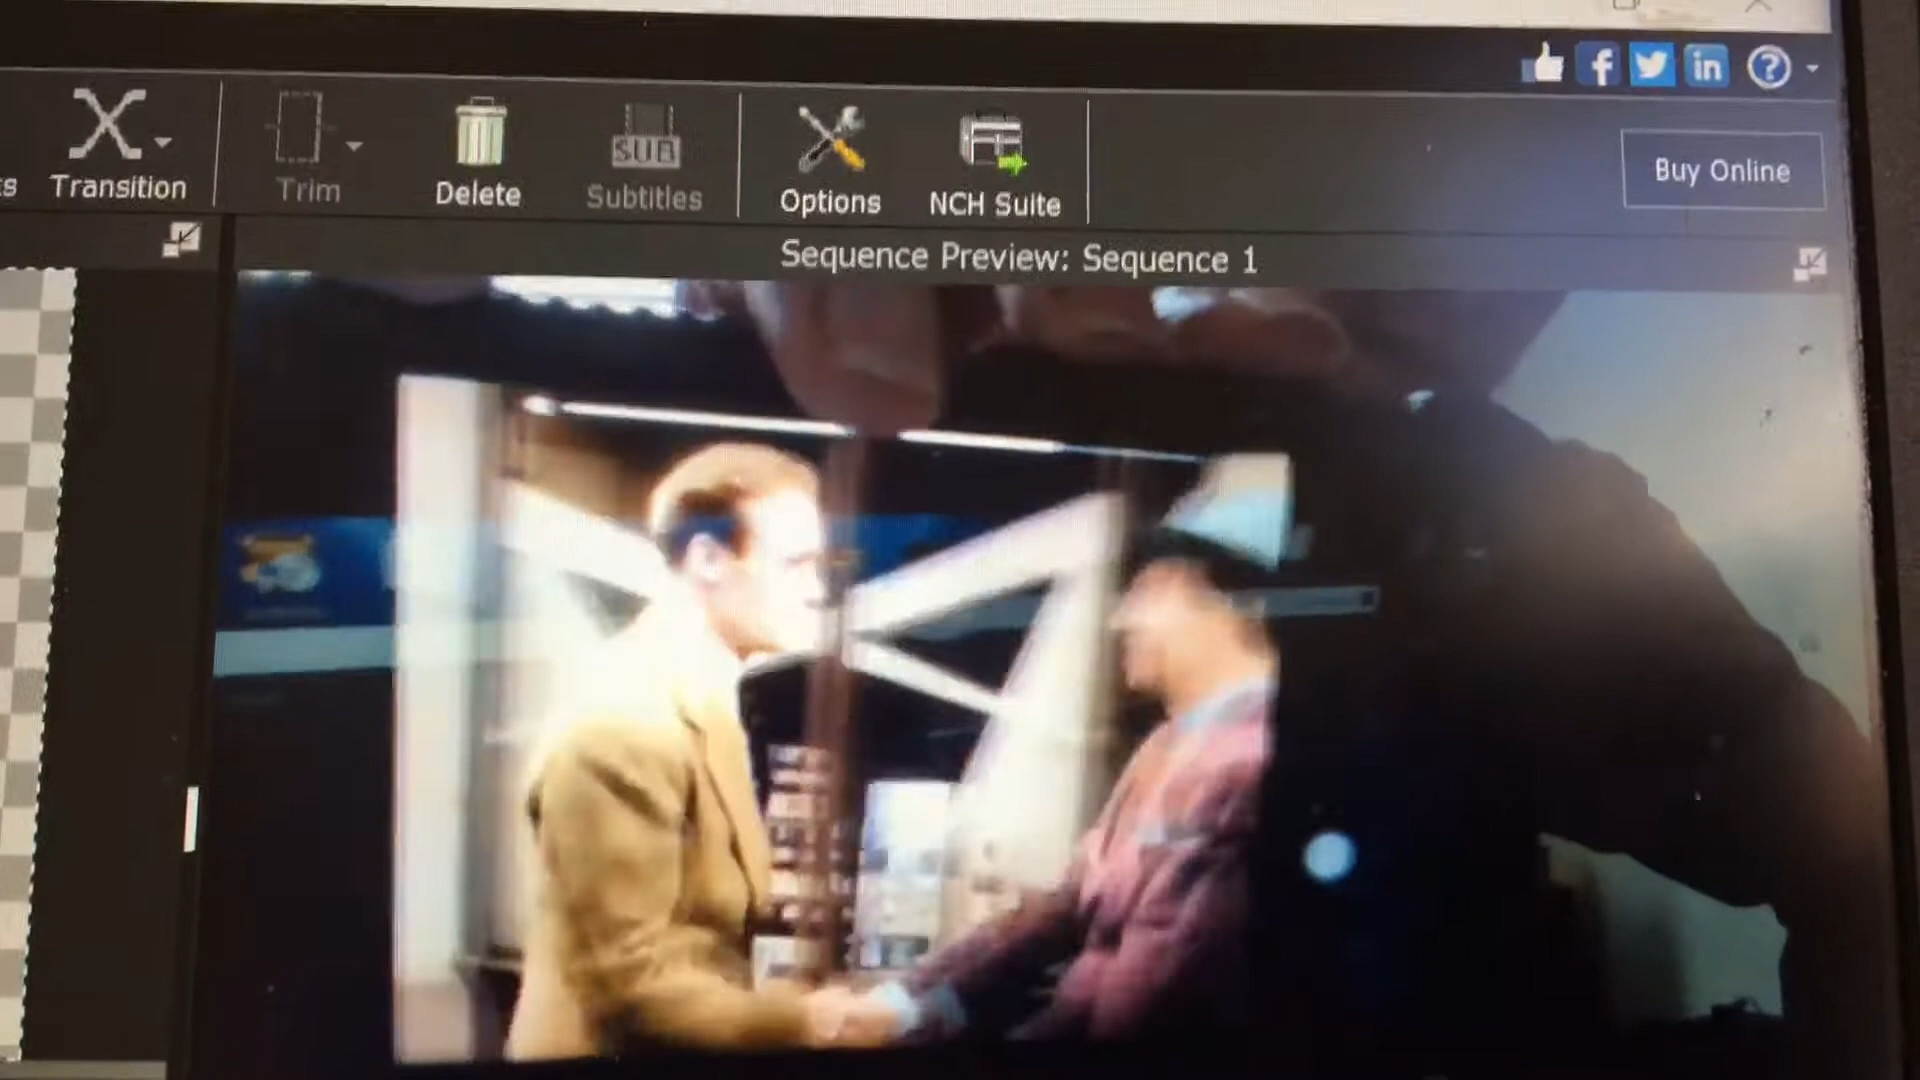 Transition
Trim
Delete
SUB
Subtitles
Options
NCH Suite
Buy Online
Sequence Preview: Sequence 1